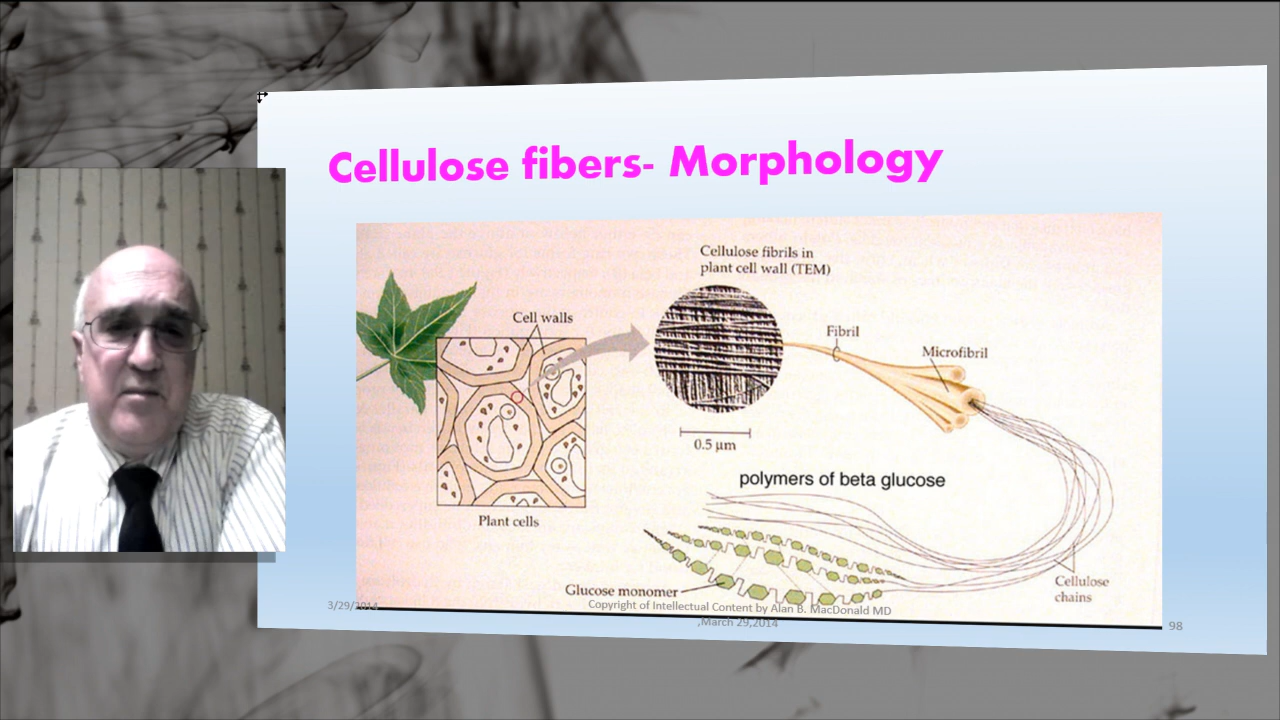 Cellulose fibers- Morphology
Cellulose fibrils in
plant cell wall (TEM)
Cell walls
Fibril
Microfibril
0.5 μm
polymers of beta glucose
Plant cells
Glucose monomer
Cellulose
chains
3/29/2014
Copyright of Intellectual Content by Alan B. MacDonald MD
,March 29,2014
98